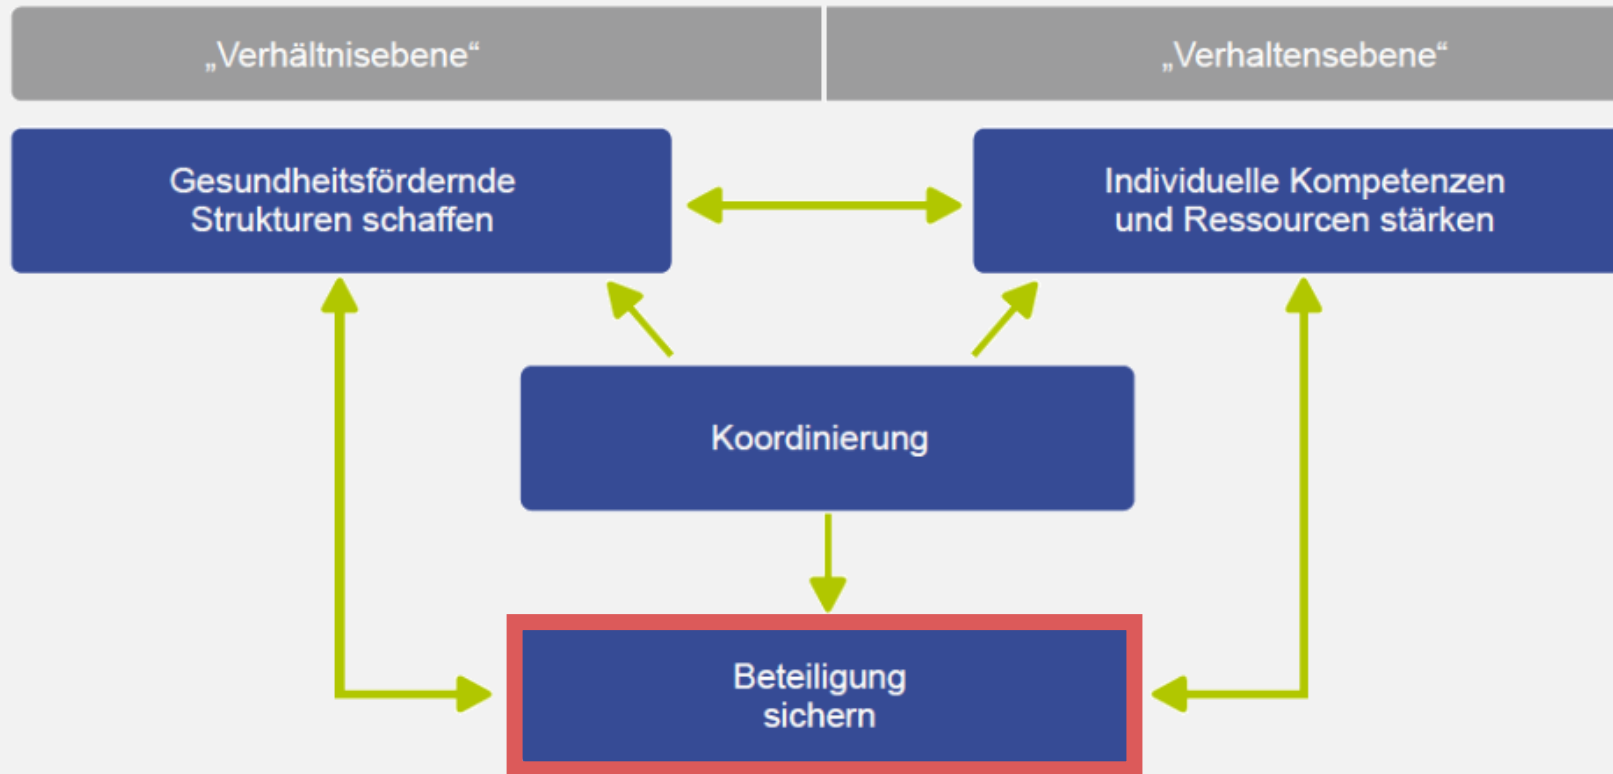 „Verhältnisebene“
„Verhaltensebene“
Gesundheitsfördernde
Strukturen schaffen
Individuelle Kompetenzen
und Ressourcen stärken
Koordinierung
Beteiligung
sichern